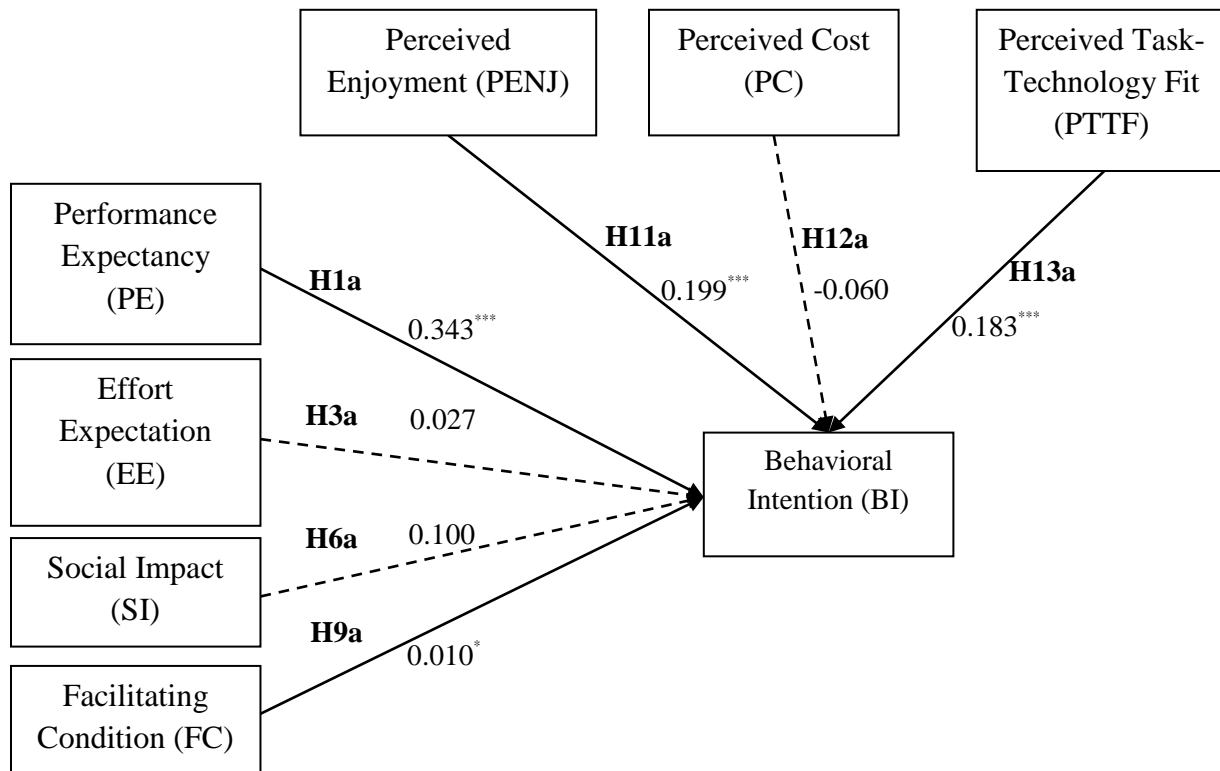 Perceived
Enjoyment (PENJ)
Perceived Cost
(PC)
Perceived Task-
Technology Fit
(PTTF)
Performance
Expectancy
(PE)
H1a
0.343***
H11a
0.199***
H12a
-0.060
H13a
0.183***
Effort
Expectation
(EE)
H3a
0.027
Behavioral
Intention (BI)
Social Impact
(SI)
H6a
0.100
H9a
0.010*
Facilitating
Condition (FC)